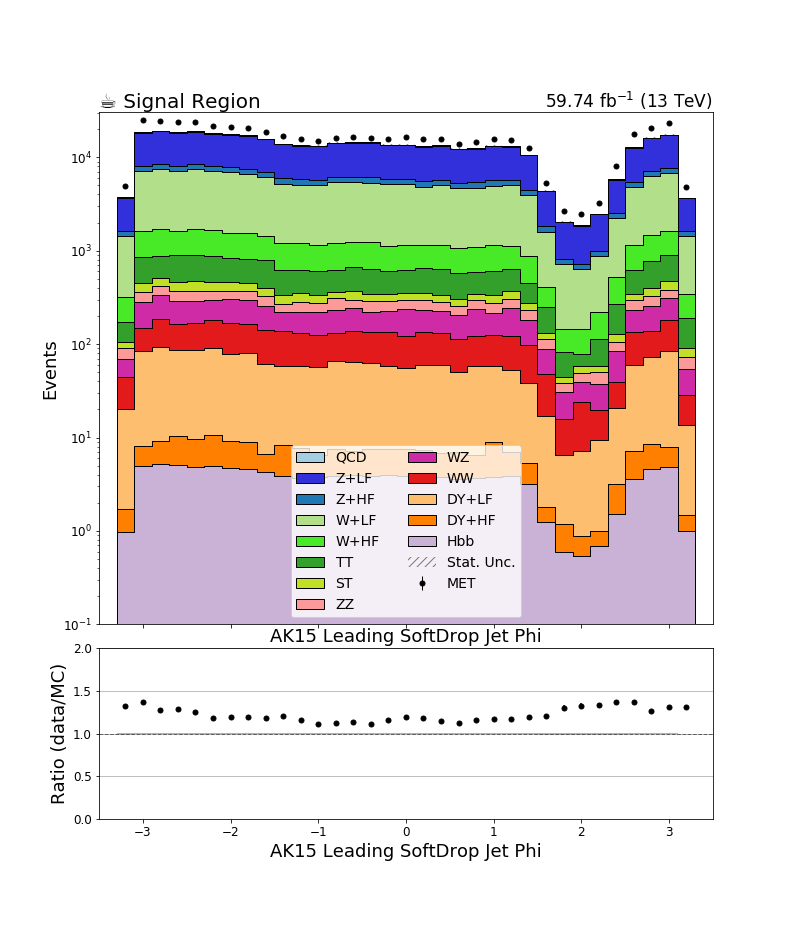 ☕ Signal Region
59.74 fb⁻¹ (13 TeV)
Events
10⁴
10³
10²
10¹
10⁰
10⁻¹
QCD
Z+LF
Z+HF
W+LF
W+HF
TT
ST
ZZ
WZ
WW
DY+LF
DY+HF
Hbb
Stat. Unc.
MET
AK15 Leading SoftDrop Jet Phi
Ratio (data/MC)
2.0
1.5
1.0
0.5
0.0
−3 −2 −1 0 1 2 3
AK15 Leading SoftDrop Jet Phi